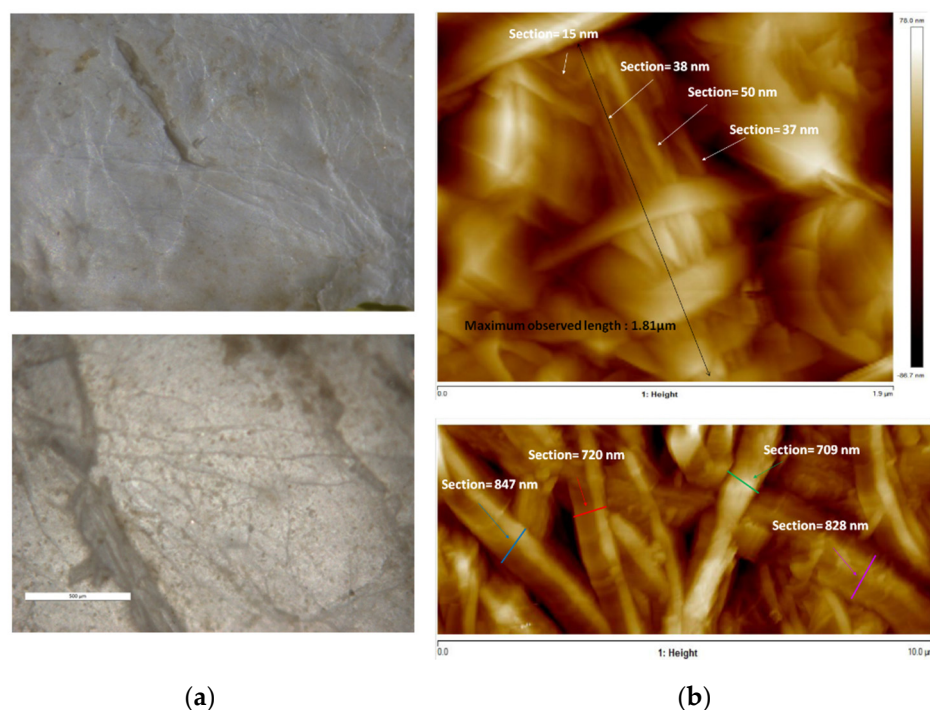 Section= 15 nm
Section= 38 nm
Section= 50 nm
Section= 37 nm
Maximum observed length : 1.81µm
78.0 nm
-86.7 nm
0.0
1: Height
1.9 µm
500 µm
Section= 720 nm
Section= 709 nm
Section= 847 nm
Section= 828 nm
0.0
1: Height
10.0 µ
(a)
(b)